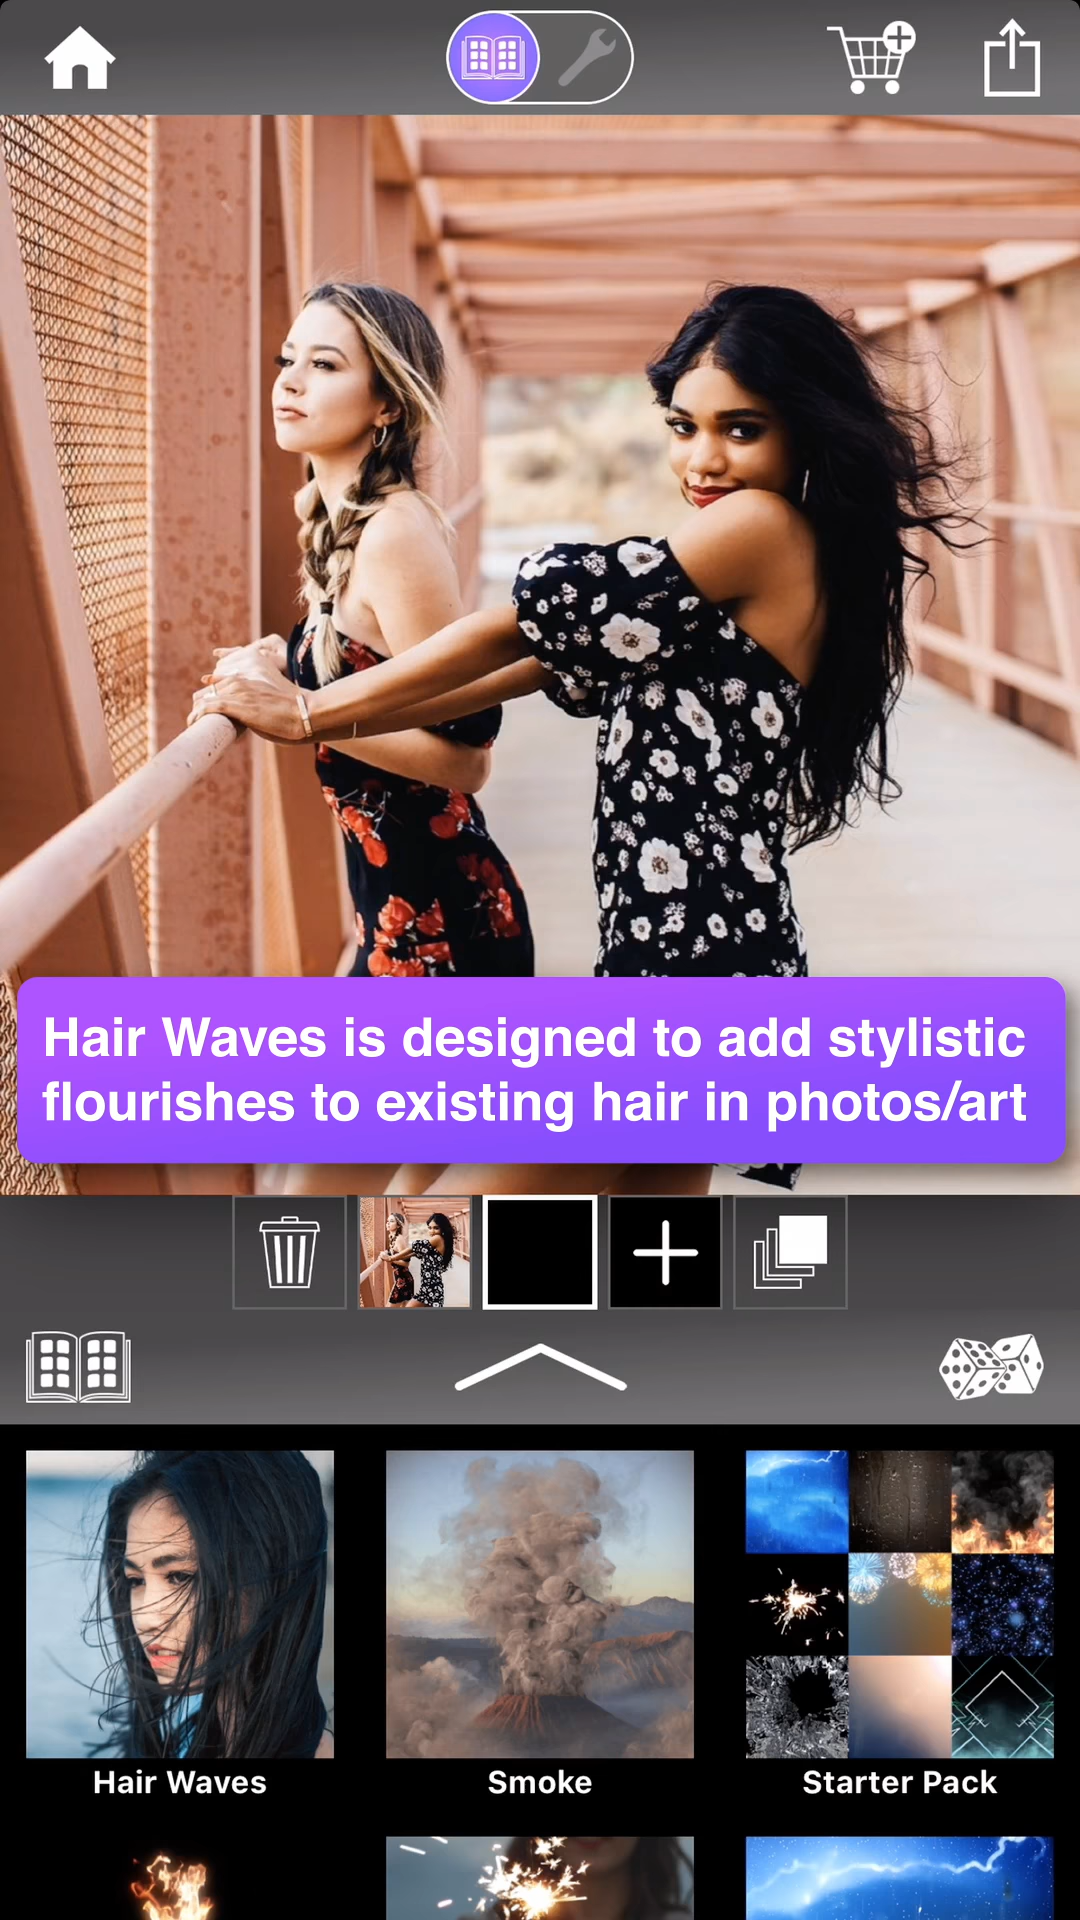 Hair Waves is designed to add stylistic
flourishes to existing hair in photos/art
Hair Waves
Smoke
Starter Pack